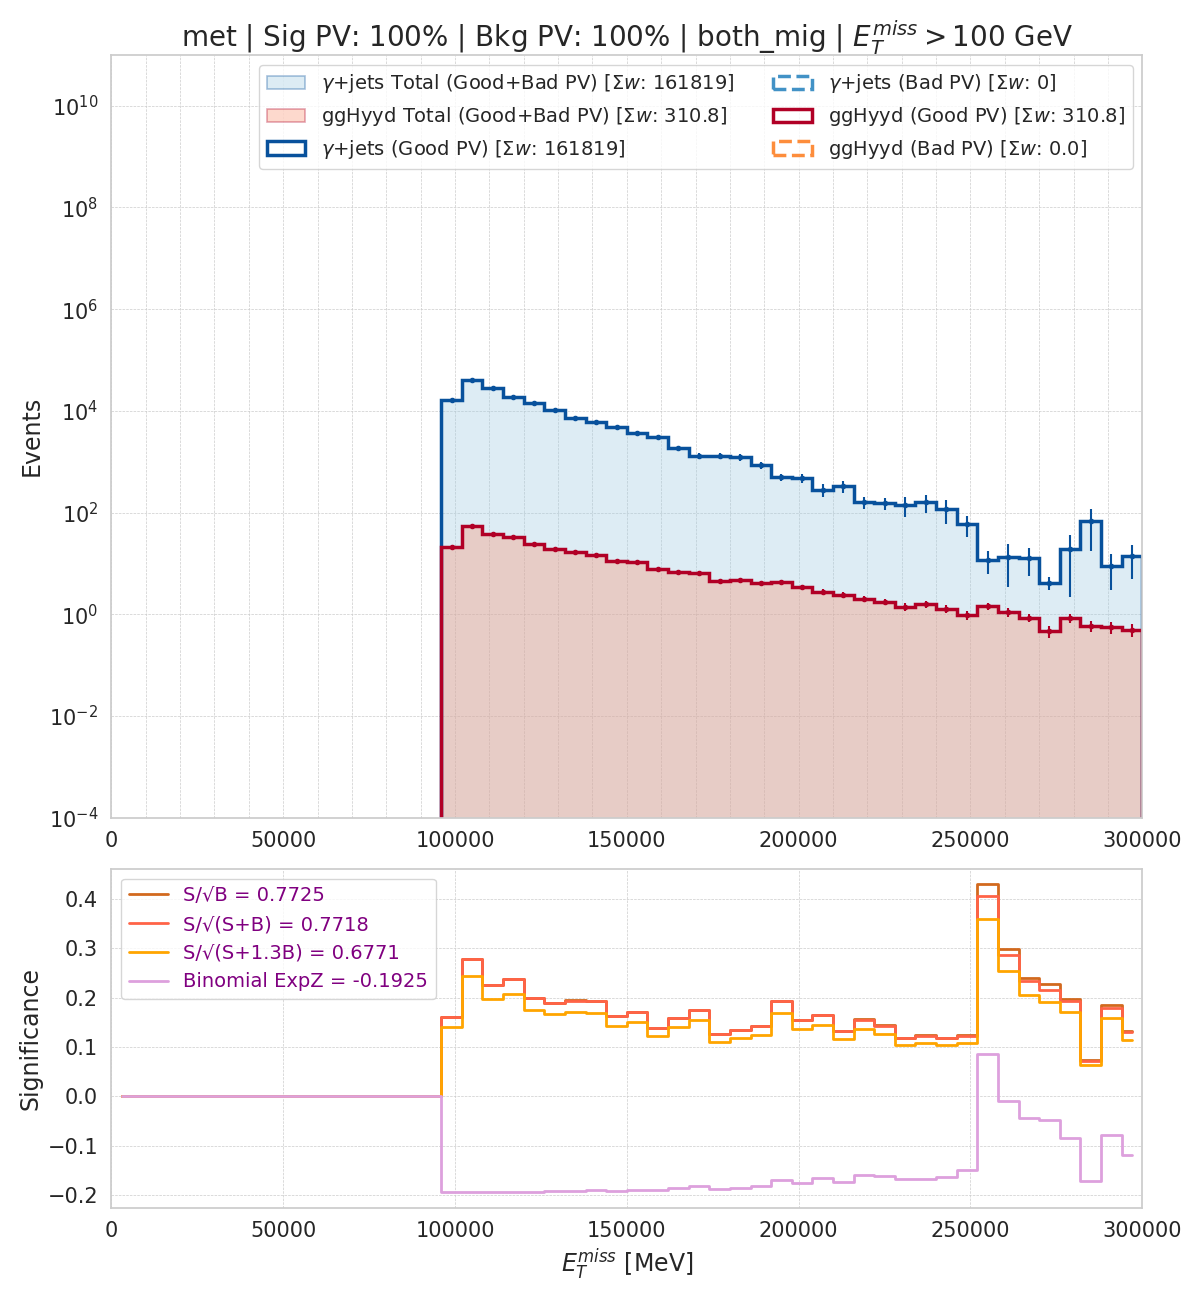 met | Sig PV: 100% | Bkg PV: 100% | both_mig | $E_T^{miss} > 100$ GeV
γ+jets Total (Good+Bad PV) [Σw: 161819]
ggHyyd Total (Good+Bad PV) [Σw: 310.8]
γ+jets (Good PV) [Σw: 161819]
γ+jets (Bad PV) [Σw: 0]
ggHyyd (Good PV) [Σw: 310.8]
ggHyyd (Bad PV) [Σw: 0.0]
Events
$10^{10}$
$10^{8}$
$10^{6}$
$10^{4}$
$10^{2}$
$10^{0}$
$10^{-2}$
$10^{-4}$
0 50000 100000 150000 200000 250000 300000
S/√B = 0.7725
S/√(S+B) = 0.7718
S/√(S+1.3B) = 0.6771
Binomial ExpZ = -0.1925
Significance
0.4
0.3
0.2
0.1
0.0
−0.1
−0.2
0 50000 100000 150000 200000 250000 300000
$E_T^{miss}$ [MeV]